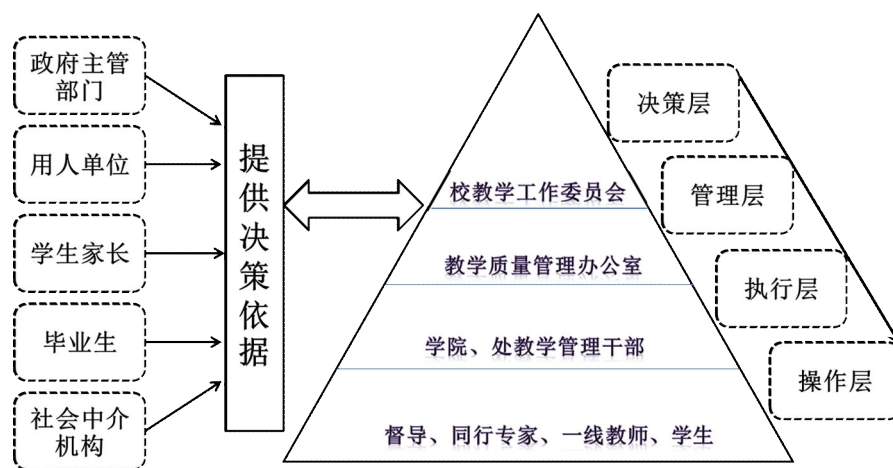 政府主管
部门
用人单位
学生家长
毕业生
社会中介
机构
提供决策依据
校教学工作委员会
教学质量管理办公室
学院、处教学管理干部
督导、同行专家、一线教师、学生
决策层
管理层
执行层
操作层